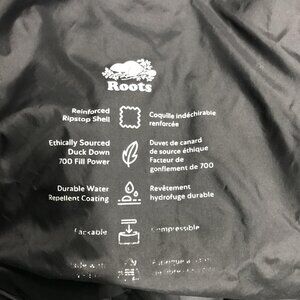 Roots
Reinforced
Ripstop Shell
Coquille indéchirable
renforcée
Ethically Sourced
Duck Down
700 Fill Power
Duvet de canard
de source éthique
Facteur de
gonflement de 700
Durable Water
Repellent Coating
Revêtement
hydrofuge durable
Packable
Compressible